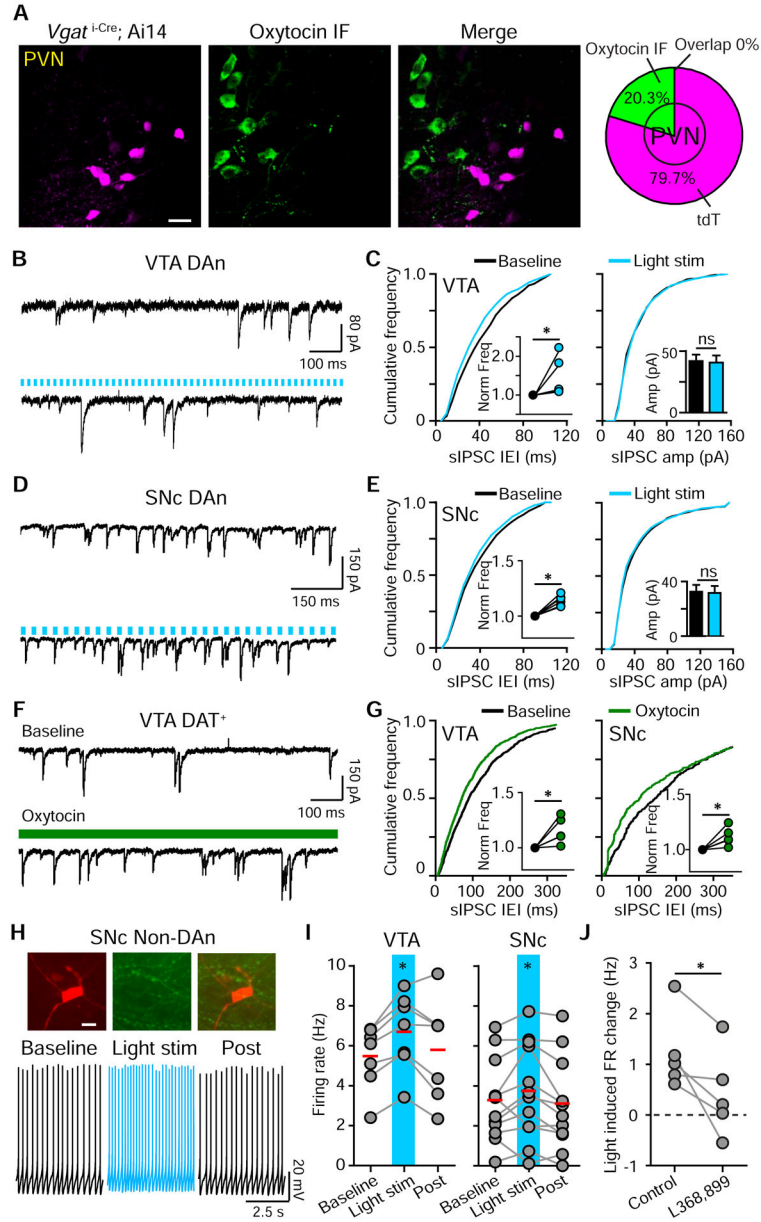 A
Vgat i-Cre; Ai14
Oxytocin IF
Merge
PVN
Oxytocin IF
Overlap 0%
20.3%
PVN
79.7%
tdT
B
VTA DAn
80 pA
100 ms
C
Baseline
Light stim
VTA
Cumulative frequency
1.0
0.5
0
Norm Freq
2.0
1.0
*
0 40 80 120
sIPSC IEI (ms)
ns
Amp (pA)
50
0
0 40 80 120 160
sIPSC amp (pA)
D
SNc DAn
150 pA
150 ms
E
Baseline
Light stim
SNc
Cumulative frequency
1.0
0.5
0
Norm Freq
1.5
1.0
*
0 40 80 120
sIPSC IEI (ms)
ns
Amp (pA)
40
0
0 40 80 120 160
sIPSC amp (pA)
F
VTA DAT+
Baseline
150 pA
100 ms
Oxytocin
G
Baseline
Oxytocin
VTA
SNc
Cumulative frequency
1.0
0.5
0
Norm Freq
1.5
1.0
*
0 100 200 300
sIPSC IEI (ms)
Norm Freq
1.5
1.0
*
0 100 200 300
sIPSC IEI (ms)
H
SNc Non-DAn
Baseline
Light stim
Post
20 mV
2.5 s
I
VTA
SNc
Firing rate (Hz)
10
8
6
4
2
0
*
*
Baseline
Light stim
Post
Baseline
Light stim
Post
J
Light induced FR change (Hz)
3
2
1
0
-1
*
Control
L368,899